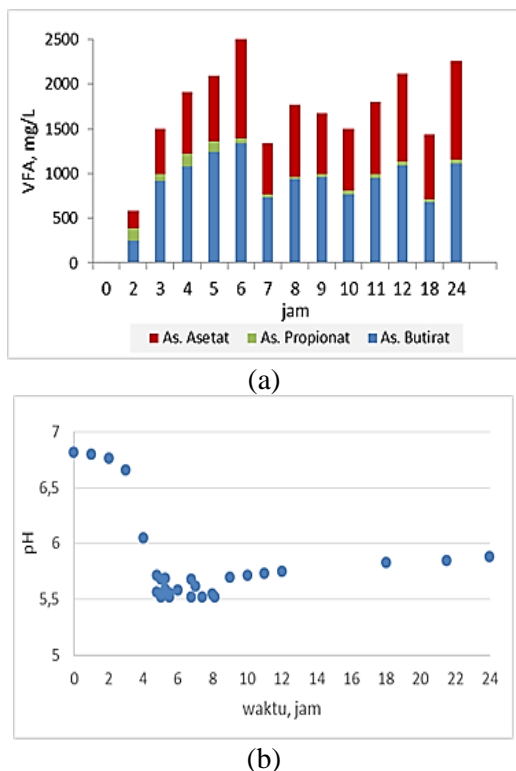 2500
2000
1500
1000
500
0
VFA, mg/L
0 2 3 4 5 6 7 8 9 10 11 12 18 24
jam
As. Asetat As. Propionat As. Butirat
(a)
7
6,5
6
5,5
5
pH
0 2 4 6 8 10 12 14 16 18 20 22 24
waktu, jam
(b)